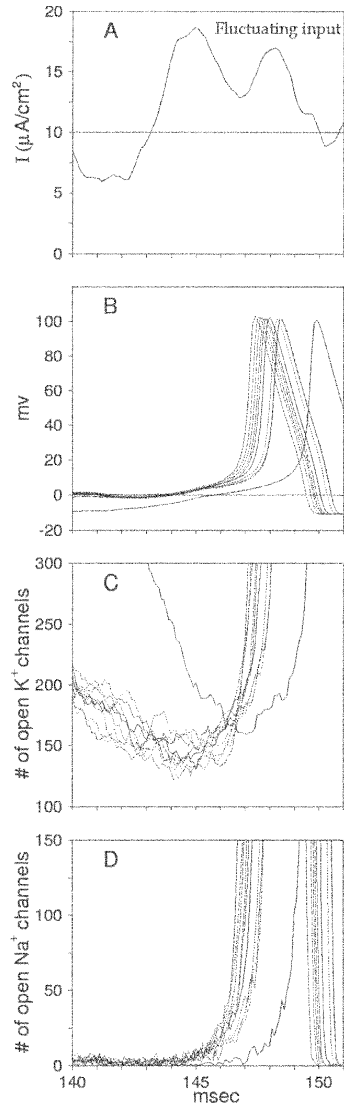 A
Fluctuating input
I (μA/cm²)
20
15
10
5
0
B
mv
100
80
60
40
20
0
-20
C
# of open K⁺ channels
300
250
200
150
100
D
# of open Na⁺ channels
150
100
50
0
140
145
150
msec